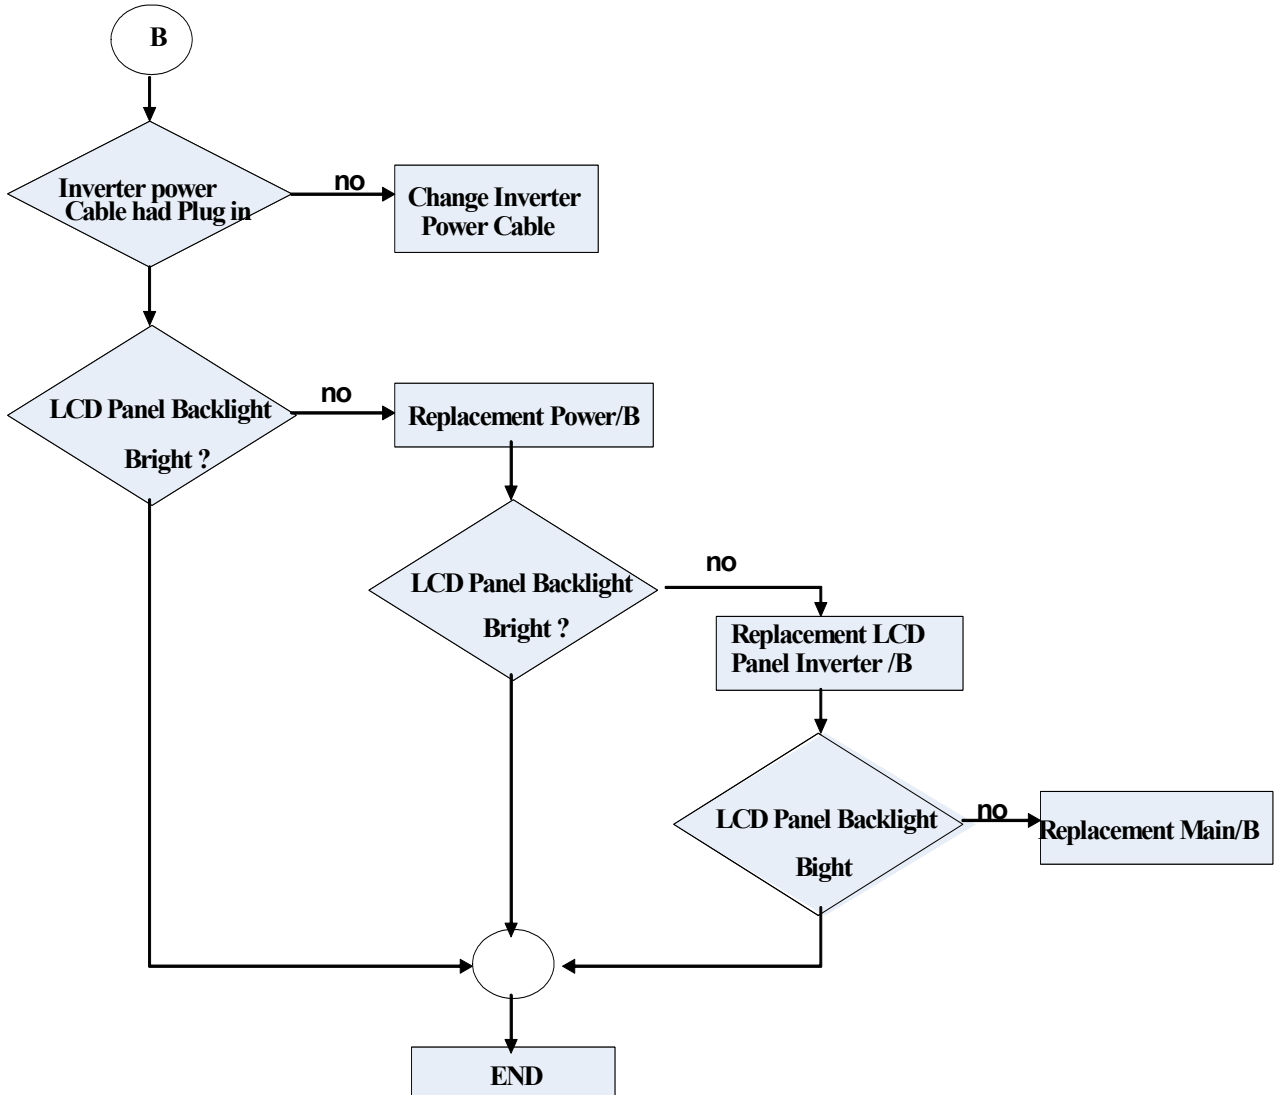 B
Inverter power
Cable had Plug in
no
Change Inverter
Power Cable
LCD Panel Backlight
Bright ?
no
Replacement Power/B
LCD Panel Backlight
Bright ?
no
Replacement LCD
Panel Inverter /B
LCD Panel Backlight
Bight
no
Replacement Main/B
END